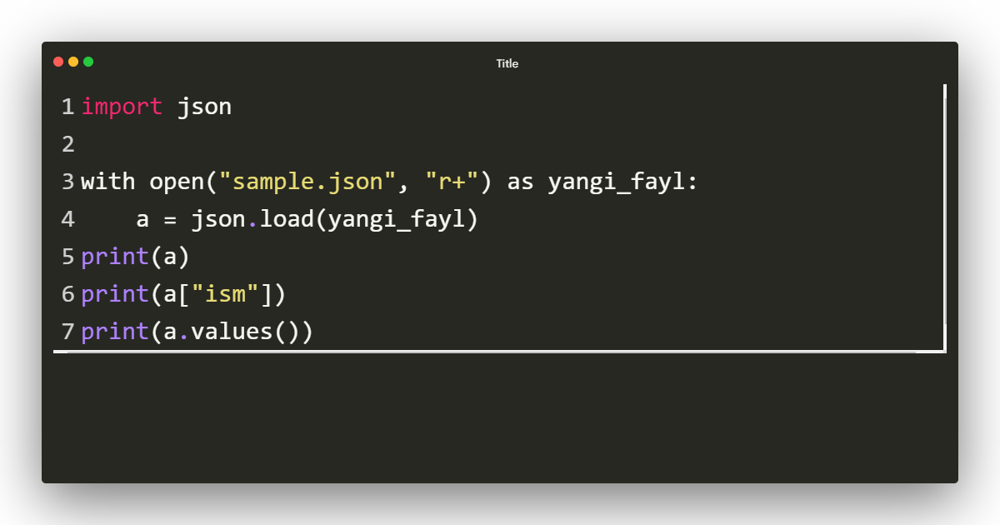 Title
1 import json
2
3 with open("sample.json", "r+") as yangi_fayl:
4     a = json.load(yangi_fayl)
5 print(a)
6 print(a["ism"])
7 print(a.values())